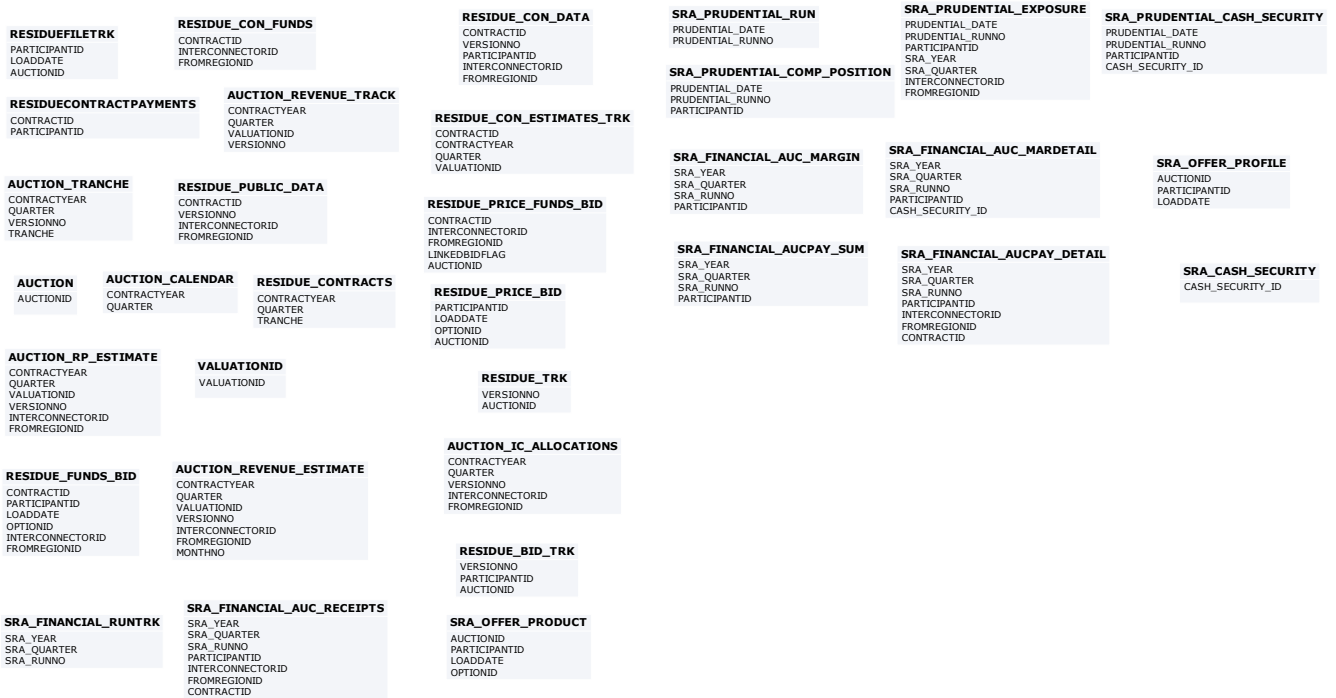 RESIDUEFILETRK
PARTICIPANTID
LOADDATE
AUCTIONID
RESIDUE_CON_FUNDS
CONTRACTID
INTERCONNECTORID
FROMREGIONID
RESIDUE_CON_DATA
CONTRACTID
VERSIONNO
PARTICIPANTID
INTERCONNECTORID
FROMREGIONID
SRA_PRUDENTIAL_RUN
PRUDENTIAL_DATE
PRUDENTIAL_RUNNO
SRA_PRUDENTIAL_EXPOSURE
PRUDENTIAL_DATE
PRUDENTIAL_RUNNO
PARTICIPANTID
SRA_YEAR
SRA_QUARTER
INTERCONNECTORID
FROMREGIONID
SRA_PRUDENTIAL_CASH_SECURITY
PRUDENTIAL_DATE
PRUDENTIAL_RUNNO
PARTICIPANTID
CASH_SECURITY_ID
SRA_PRUDENTIAL_COMP_POSITION
PRUDENTIAL_DATE
PRUDENTIAL_RUNNO
PARTICIPANTID
RESIDUECONTRACTPAYMENTS
CONTRACTID
PARTICIPANTID
AUCTION_REVENUE_TRACK
CONTRACTYEAR
QUARTER
VALUATIONID
VERSIONNO
RESIDUE_CON_ESTIMATES_TRK
CONTRACTID
CONTRACTYEAR
QUARTER
VALUATIONID
SRA_FINANCIAL_AUC_MARGIN
SRA_YEAR
SRA_QUARTER
SRA_RUNNO
PARTICIPANTID
SRA_FINANCIAL_AUC_MARDETAIL
SRA_YEAR
SRA_QUARTER
SRA_RUNNO
PARTICIPANTID
CASH_SECURITY_ID
SRA_OFFER_PROFILE
AUCTIONID
PARTICIPANTID
LOADDATE
AUCTION_TRANCHE
CONTRACTYEAR
QUARTER
VERSIONNO
TRANCHE
RESIDUE_PUBLIC_DATA
CONTRACTID
VERSIONNO
INTERCONNECTORID
FROMREGIONID
RESIDUE_PRICE_FUNDS_BID
CONTRACTID
INTERCONNECTORID
FROMREGIONID
LINKEDBIDFLAG
AUCTIONID
SRA_FINANCIAL_AUCPAY_SUM
SRA_YEAR
SRA_QUARTER
SRA_RUNNO
PARTICIPANTID
SRA_FINANCIAL_AUCPAY_DETAIL
SRA_YEAR
SRA_QUARTER
SRA_RUNNO
PARTICIPANTID
INTERCONNECTORID
FROMREGIONID
CONTRACTID
SRA_CASH_SECURITY
CASH_SECURITY_ID
AUCTION
AUCTIONID
AUCTION_CALENDAR
CONTRACTYEAR
QUARTER
RESIDUE_CONTRACTS
CONTRACTYEAR
QUARTER
TRANCHE
RESIDUE_PRICE_BID
PARTICIPANTID
LOADDATE
OPTIONID
AUCTIONID
AUCTION_RP_ESTIMATE
CONTRACTYEAR
QUARTER
VALUATIONID
VERSIONNO
INTERCONNECTORID
FROMREGIONID
VALUATIONID
VALUATIONID
RESIDUE_TRK
VERSIONNO
AUCTIONID
AUCTION_IC_ALLOCATIONS
CONTRACTYEAR
QUARTER
VERSIONNO
INTERCONNECTORID
FROMREGIONID
RESIDUE_FUNDS_BID
CONTRACTID
PARTICIPANTID
LOADDATE
OPTIONID
INTERCONNECTORID
FROMREGIONID
AUCTION_REVENUE_ESTIMATE
CONTRACTYEAR
QUARTER
VALUATIONID
VERSIONNO
INTERCONNECTORID
FROMREGIONID
MONTHNO
RESIDUE_BID_TRK
VERSIONNO
PARTICIPANTID
AUCTIONID
SRA_FINANCIAL_RUNTRK
SRA_YEAR
SRA_QUARTER
SRA_RUNNO
SRA_FINANCIAL_AUC_RECEIPTS
SRA_YEAR
SRA_QUARTER
SRA_RUNNO
PARTICIPANTID
INTERCONNECTORID
FROMREGIONID
CONTRACTID
SRA_OFFER_PRODUCT
AUCTIONID
PARTICIPANTID
LOADDATE
OPTIONID